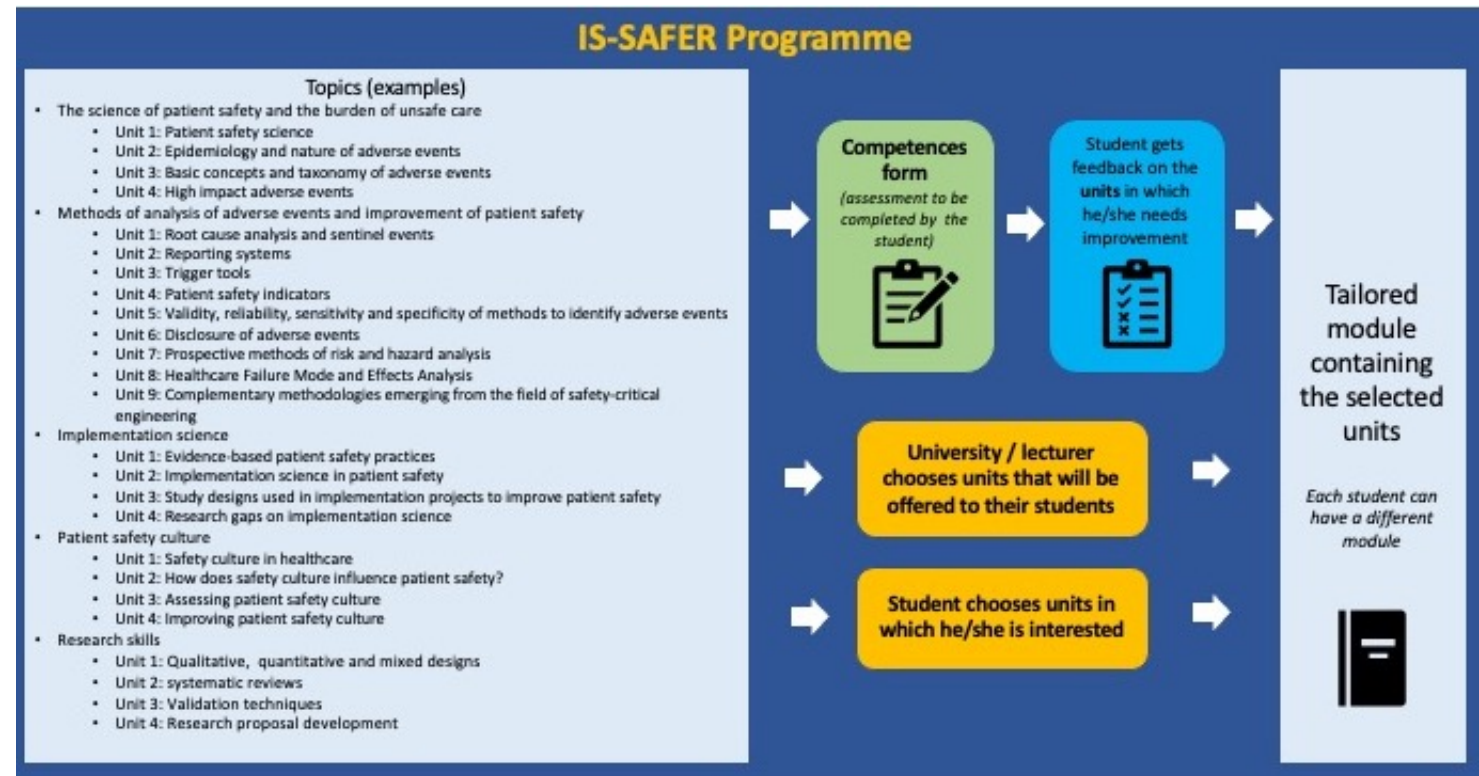 IS-SAFER Programme
Topics (examples)
• The science of patient safety and the burden of unsafe care
• Unit 1: Patient safety science
• Unit 2: Epidemiology and nature of adverse events
• Unit 3: Basic concepts and taxonomy of adverse events
• Unit 4: High impact adverse events
• Methods of analysis of adverse events and improvement of patient safety
• Unit 1: Root cause analysis and sentinel events
• Unit 2: Reporting systems
• Unit 3: Trigger tools
• Unit 4: Patient safety indicators
• Unit 5: Validity, reliability, sensitivity and specificity of methods to identify adverse events
• Unit 6: Disclosure of adverse events
• Unit 7: Prospective methods of risk and hazard analysis
• Unit 8: Healthcare Failure Mode and Effects Analysis
• Unit 9: Complementary methodologies emerging from the field of safety-critical
engineering
• Implementation science
• Unit 1: Evidence-based patient safety practices
• Unit 2: Implementation science in patient safety
• Unit 3: Study designs used in implementation projects to improve patient safety
• Unit 4: Research gaps on implementation science
• Patient safety culture
• Unit 1: Safety culture in healthcare
• Unit 2: How does safety culture influence patient safety?
• Unit 3: Assessing patient safety culture
• Unit 4: Improving patient safety culture
• Research skills
• Unit 1: Qualitative, quantitative and mixed designs
• Unit 2: systematic reviews
• Unit 3: Validation techniques
• Unit 4: Research proposal development
Competences
form
(assessment to be
completed by the
student)
Student gets
feedback on the
units in which
he/she needs
improvement
University / lecturer
chooses units that will be
offered to their students
Student chooses units in
which he/she is interested
Tailored
module
containing
the selected
units
Each student can
have a different
module